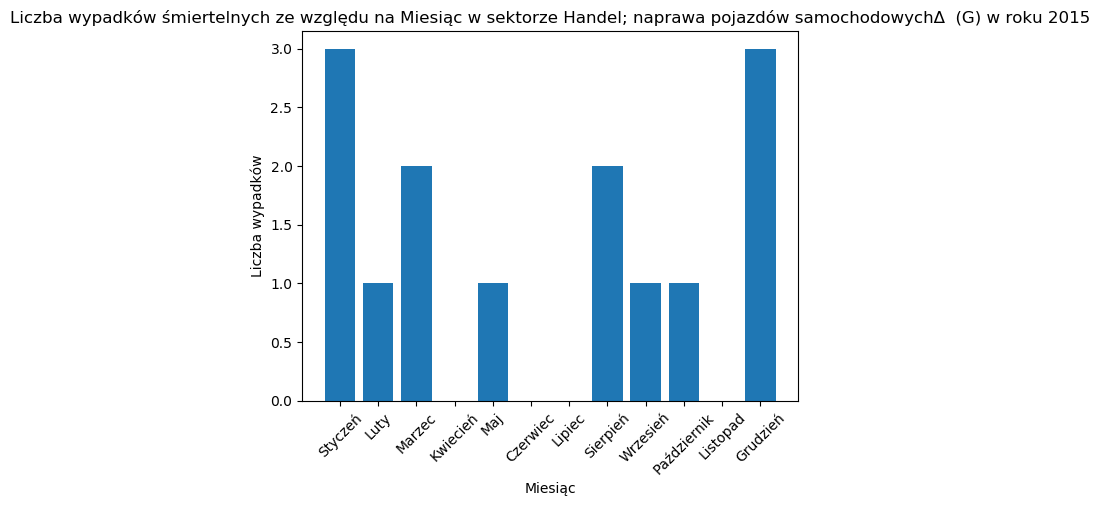 Liczba wypadków śmiertelnych ze względu na Miesiąc w sektorze Handel; naprawa pojazdów samochodowychΔ  (G) w roku 2015
3.0
2.5
2.0
1.5
1.0
0.5
0.0
Liczba wypadków
Styczeń
Luty
Marzec
Kwiecień
Maj
Czerwiec
Lipiec
Sierpień
Wrzesień
Październik
Listopad
Grudzień
Miesiąc